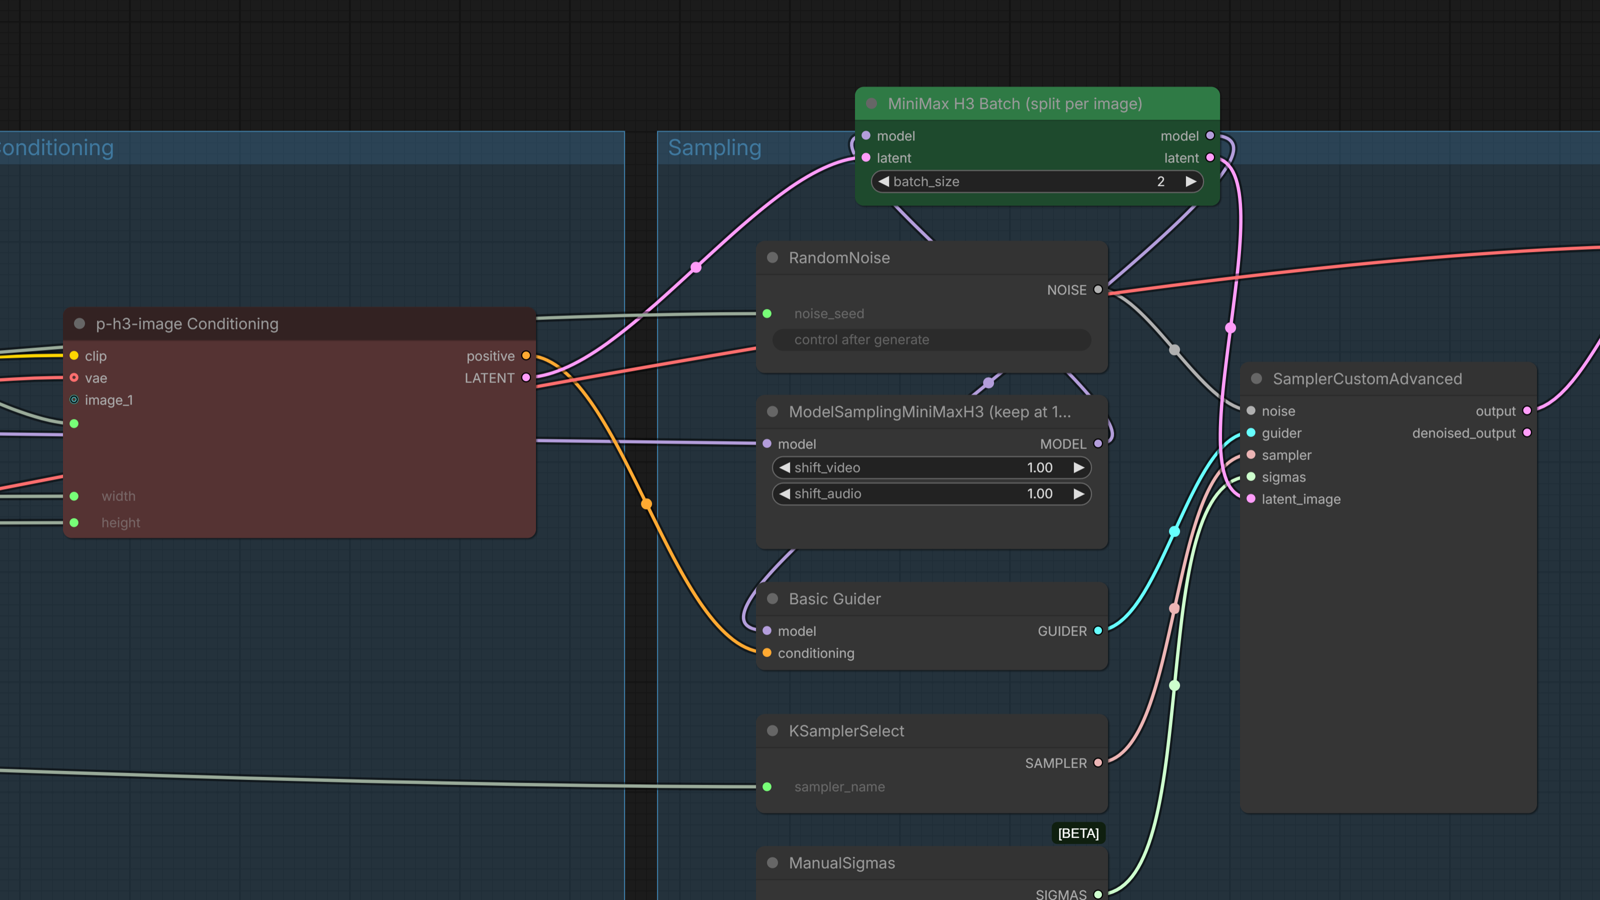 onditioning
Sampling
MiniMax H3 Batch (split per image)
model model
latent latent
batch_size 2
RandomNoise
NOISE
noise_seed
control after generate
p-h3-image Conditioning
clip positive
vae LATENT
image_1
width
height
ModelSamplingMiniMaxH3 (keep at 1...
model MODEL
shift_video 1.00
shift_audio 1.00
SamplerCustomAdvanced
noise output
guider denoised_output
sampler
sigmas
latent_image
Basic Guider
model GUIDER
conditioning
KSamplerSelect
SAMPLER
sampler_name
[BETA]
ManualSigmas
SIGMAS